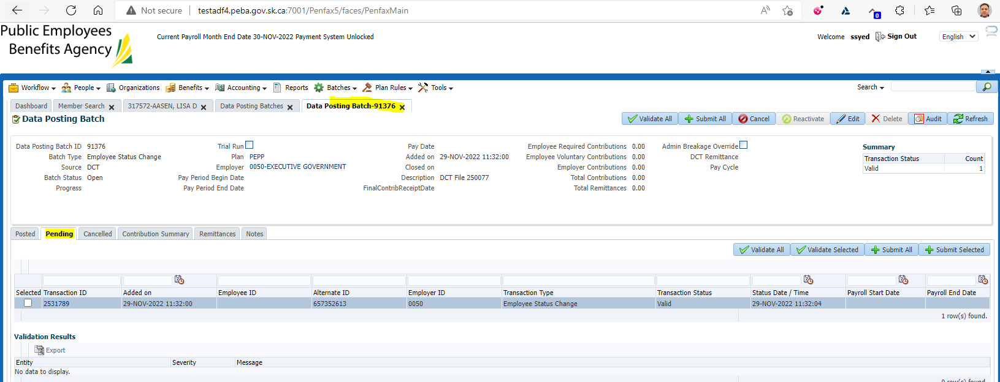 Not secure testadf4.peba.gov.sk.ca:7001/Penfax5/faces/PenfaxMain
0
Public Employees
Benefits Agency
Current Payroll Month End Date 30-NOV-2022 Payment System Unlocked
Welcome ssyed Sign Out English
Workflow People Organizations Benefits Accounting Reports Batches Plan Rules Tools Search
Dashboard Member Search 317572-AASEN, LISA D Data Posting Batches Data Posting Batch-91376
Data Posting Batch Validate All Submit All Cancel Reactivate Edit Delete Audit Refresh
Data Posting Batch ID 91376 Trial Run Pay Date Employee Required Contributions 0.00 Admin Breakage Override Summary
Batch Type Employee Status Change Plan PEPP Added on 29-NOV-2022 11:32:00 Employee Voluntary Contributions 0.00 DCT Remittance Transaction Status Count
Source DCT Employer 0050-EXECUTIVE GOVERNMENT Closed on Employer Contributions 0.00 Pay Cycle Valid 1
Batch Status Open Pay Period Begin Date Description DCT File 250077 Total Contributions 0.00
Progress Pay Period End Date FinalContribReceiptDate Total Remittances 0.00
Posted Pending Cancelled Contribution Summary Remittances Notes
Validate All Validate Selected Submit All Submit Selected
Selected Transaction ID Added on Employee ID Alternate ID Employer ID Transaction Type Transaction Status Status Date / Time Payroll Start Date Payroll End Date
2531789 29-NOV-2022 11:32:00 657352613 0050 Employee Status Change Valid 29-NOV-2022 11:32:04
1 row(s) found.
Validation Results
Export
Entity Severity Message
No data to display.
0 row(s) found.